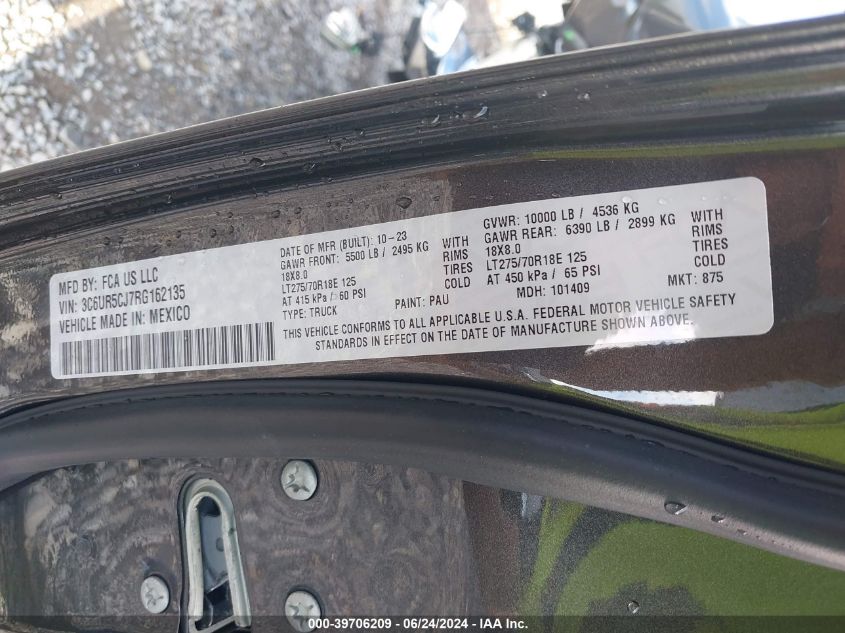 MFD BY: FCA US LLC
VIN: 3C6UR5CJ7RG162135
VEHICLE MADE IN: MEXICO
DATE OF MFR (BUILT): 10-23
GAWR FRONT: 5500 LB / 2495 KG WITH
18X8.0 RIMS
LT275/70R18E 125 TIRES
AT 415 kPa / 60 PSI COLD
TYPE: TRUCK PAINT: PAU
GVWR: 10000 LB / 4536 KG
GAWR REAR: 6390 LB / 2899 KG WITH
18X8.0 RIMS
LT275/70R18E 125 TIRES
AT 450 kPa / 65 PSI COLD
MDH: 101409 MKT: 875
THIS VEHICLE CONFORMS TO ALL APPLICABLE U.S.A. FEDERAL MOTOR VEHICLE SAFETY
STANDARDS IN EFFECT ON THE DATE OF MANUFACTURE SHOWN ABOVE.
000-39706209 - 06/24/2024 - IAA Inc.